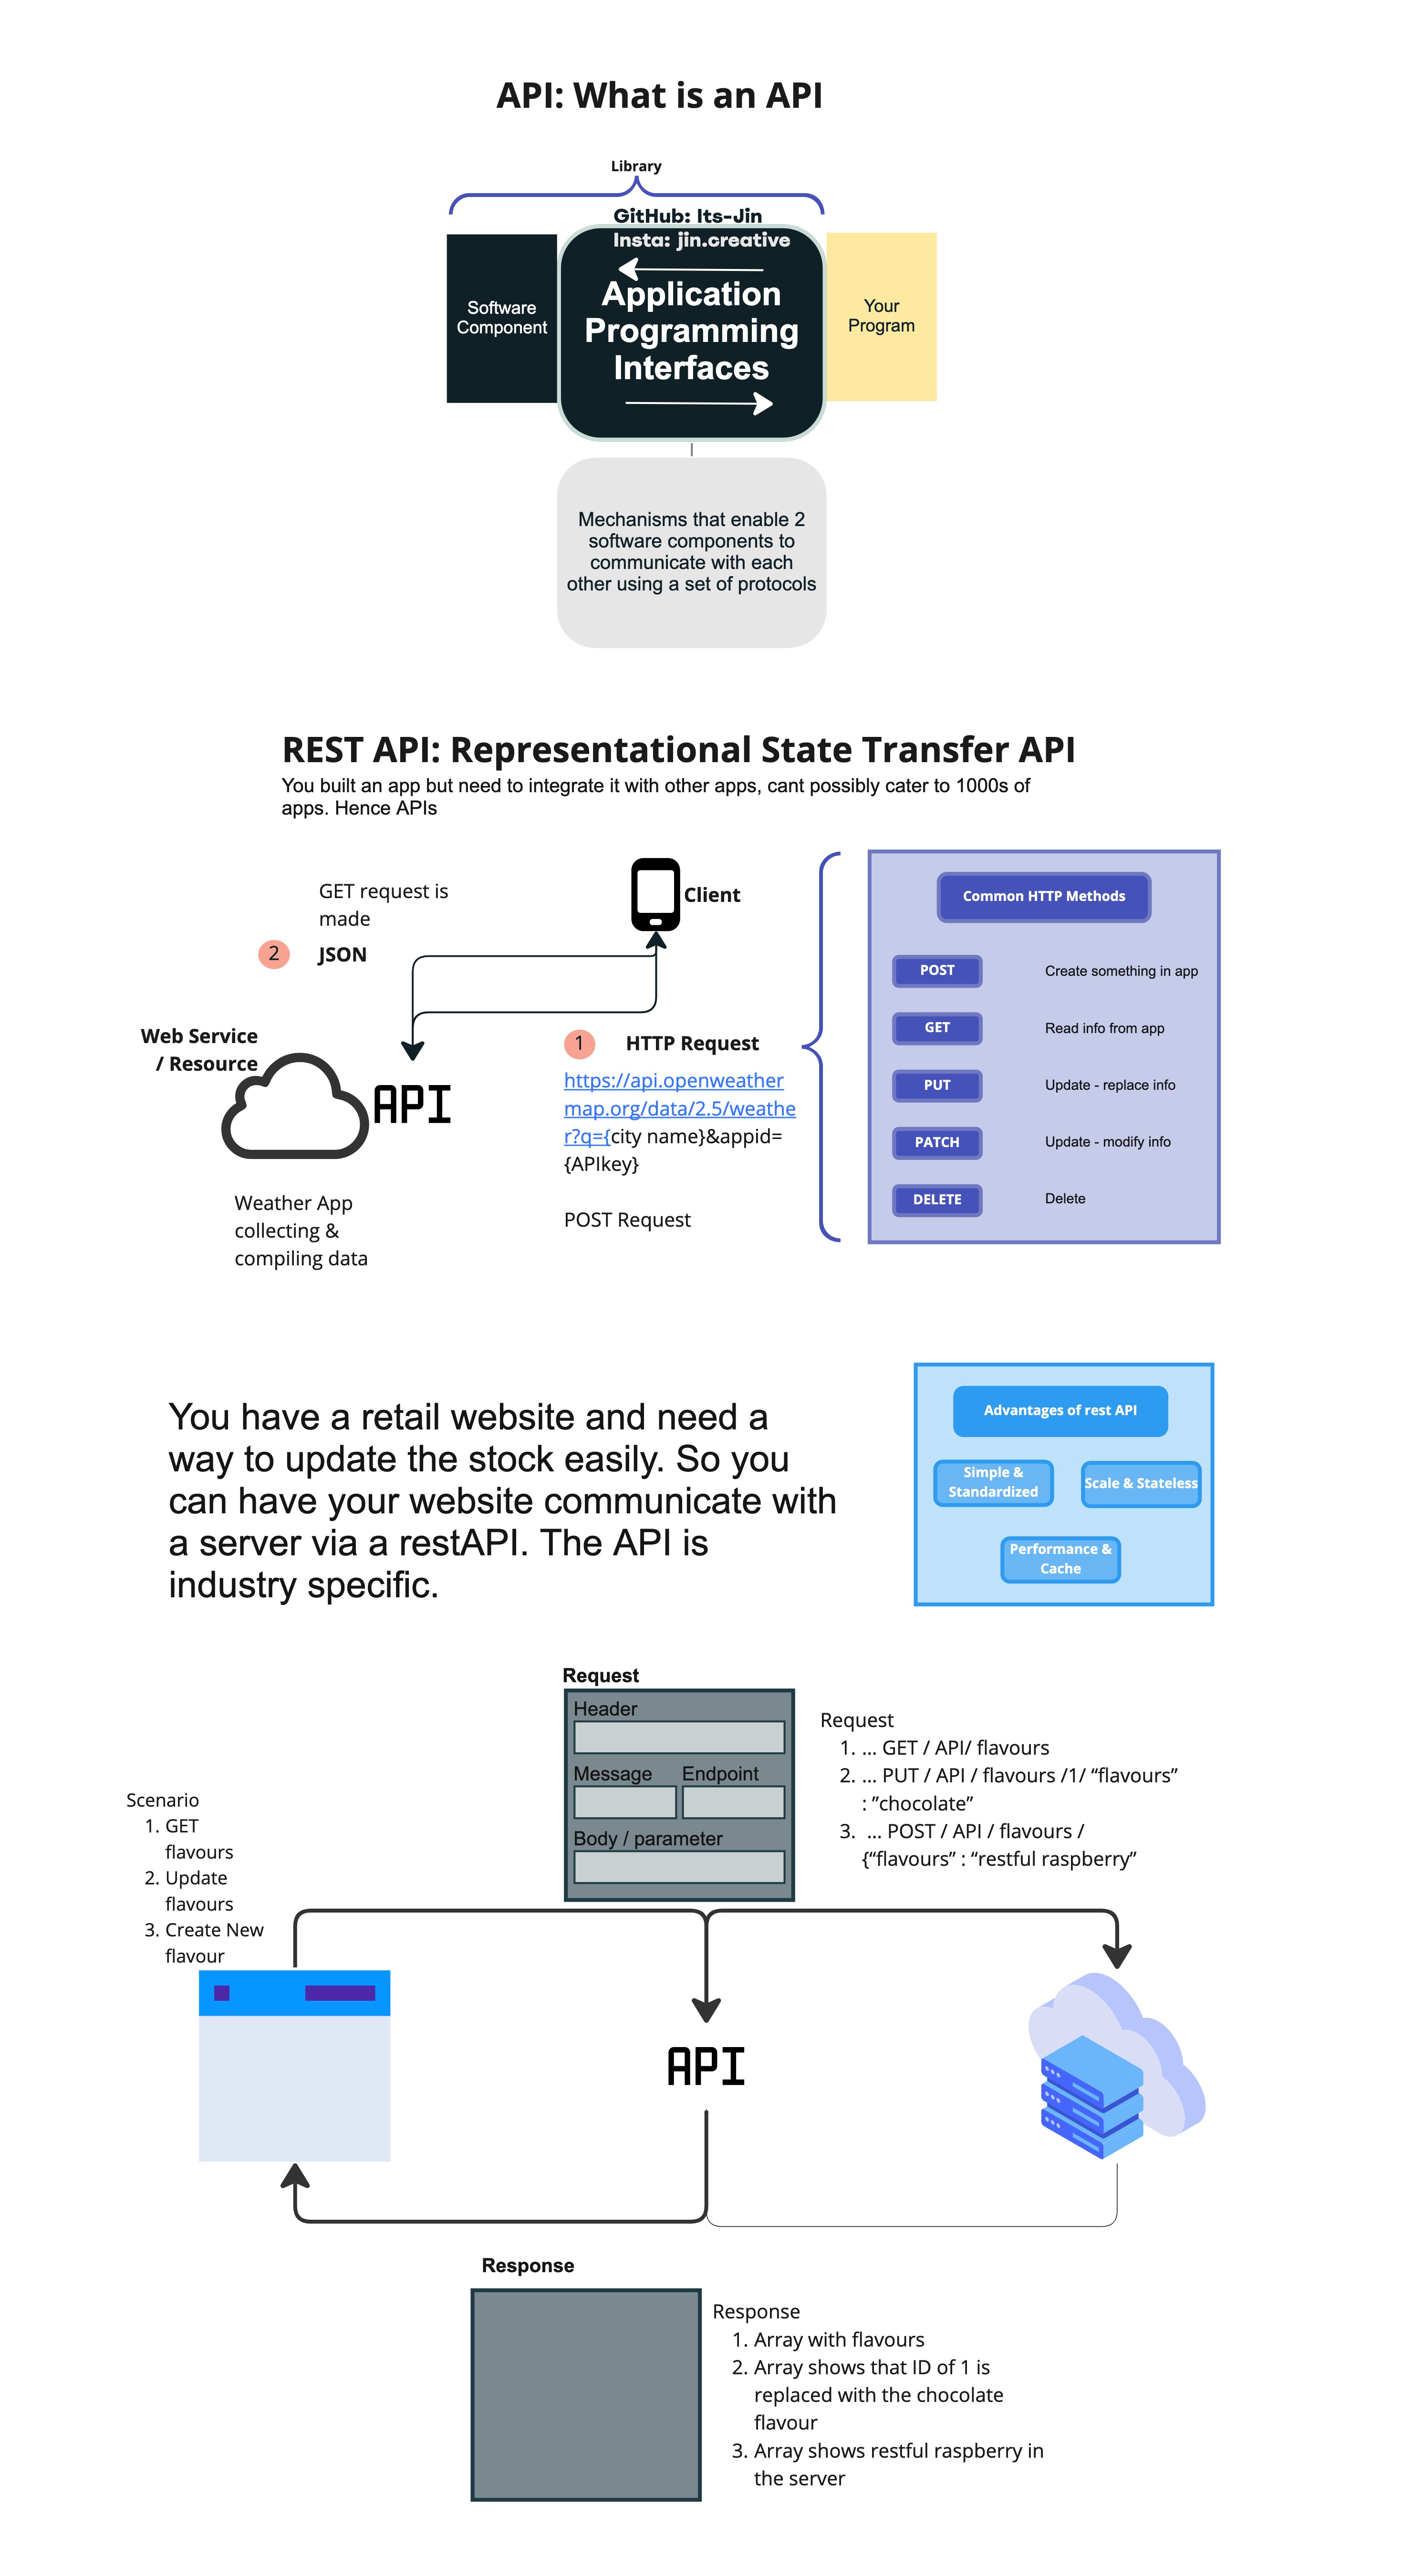 API: What is an API
Library
GitHub: Its-Jin
Insta: jin.creative
Software
Component
Application
Programming
Interfaces
Your
Program
Mechanisms that enable 2
software components to
communicate with each
other using a set of protocols
REST API: Representational State Transfer API
You built an app but need to integrate it with other apps, cant possibly cater to 1000s of
apps. Hence APIs
GET request is
made
2
JSON
Client
Web Service
/ Resource
API
Weather App
collecting &
compiling data
1
HTTP Request
https://api.openweather
map.org/data/2.5/weathe
r?q={city name}&appid=
{APIkey}
POST Request
Common HTTP Methods
POST
Create something in app
GET
Read info from app
PUT
Update - replace info
PATCH
Update - modify info
DELETE
Delete
You have a retail website and need a
way to update the stock easily. So you
can have your website communicate with
a server via a restAPI. The API is
industry specific.
Advantages of rest API
Simple &
Standardized
Scale & Stateless
Performance &
Cache
Request
Header
Message
Endpoint
Body / parameter
Request
1. ... GET / API/ flavours
2. ... PUT / API / flavours /1/ “flavours”
: ”chocolate”
3. ... POST / API / flavours /
{“flavours” : “restful raspberry”
Scenario
1. GET
flavours
2. Update
flavours
3. Create New
flavour
API
Response
Response
1. Array with flavours
2. Array shows that ID of 1 is
replaced with the chocolate
flavour
3. Array shows restful raspberry in
the server